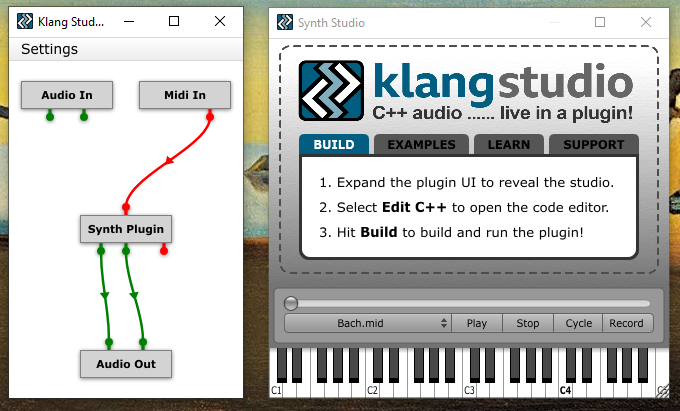 Klang Stud...
Settings
Audio In
Midi In
Synth Plugin
Audio Out
Synth Studio
klangstudio
C++ audio ...... live in a plugin!
BUILD EXAMPLES LEARN SUPPORT
1. Expand the plugin UI to reveal the studio.
2. Select Edit C++ to open the code editor.
3. Hit Build to build and run the plugin!
Bach.mid Play Stop Cycle Record
C1 C2 C3 C4 C5